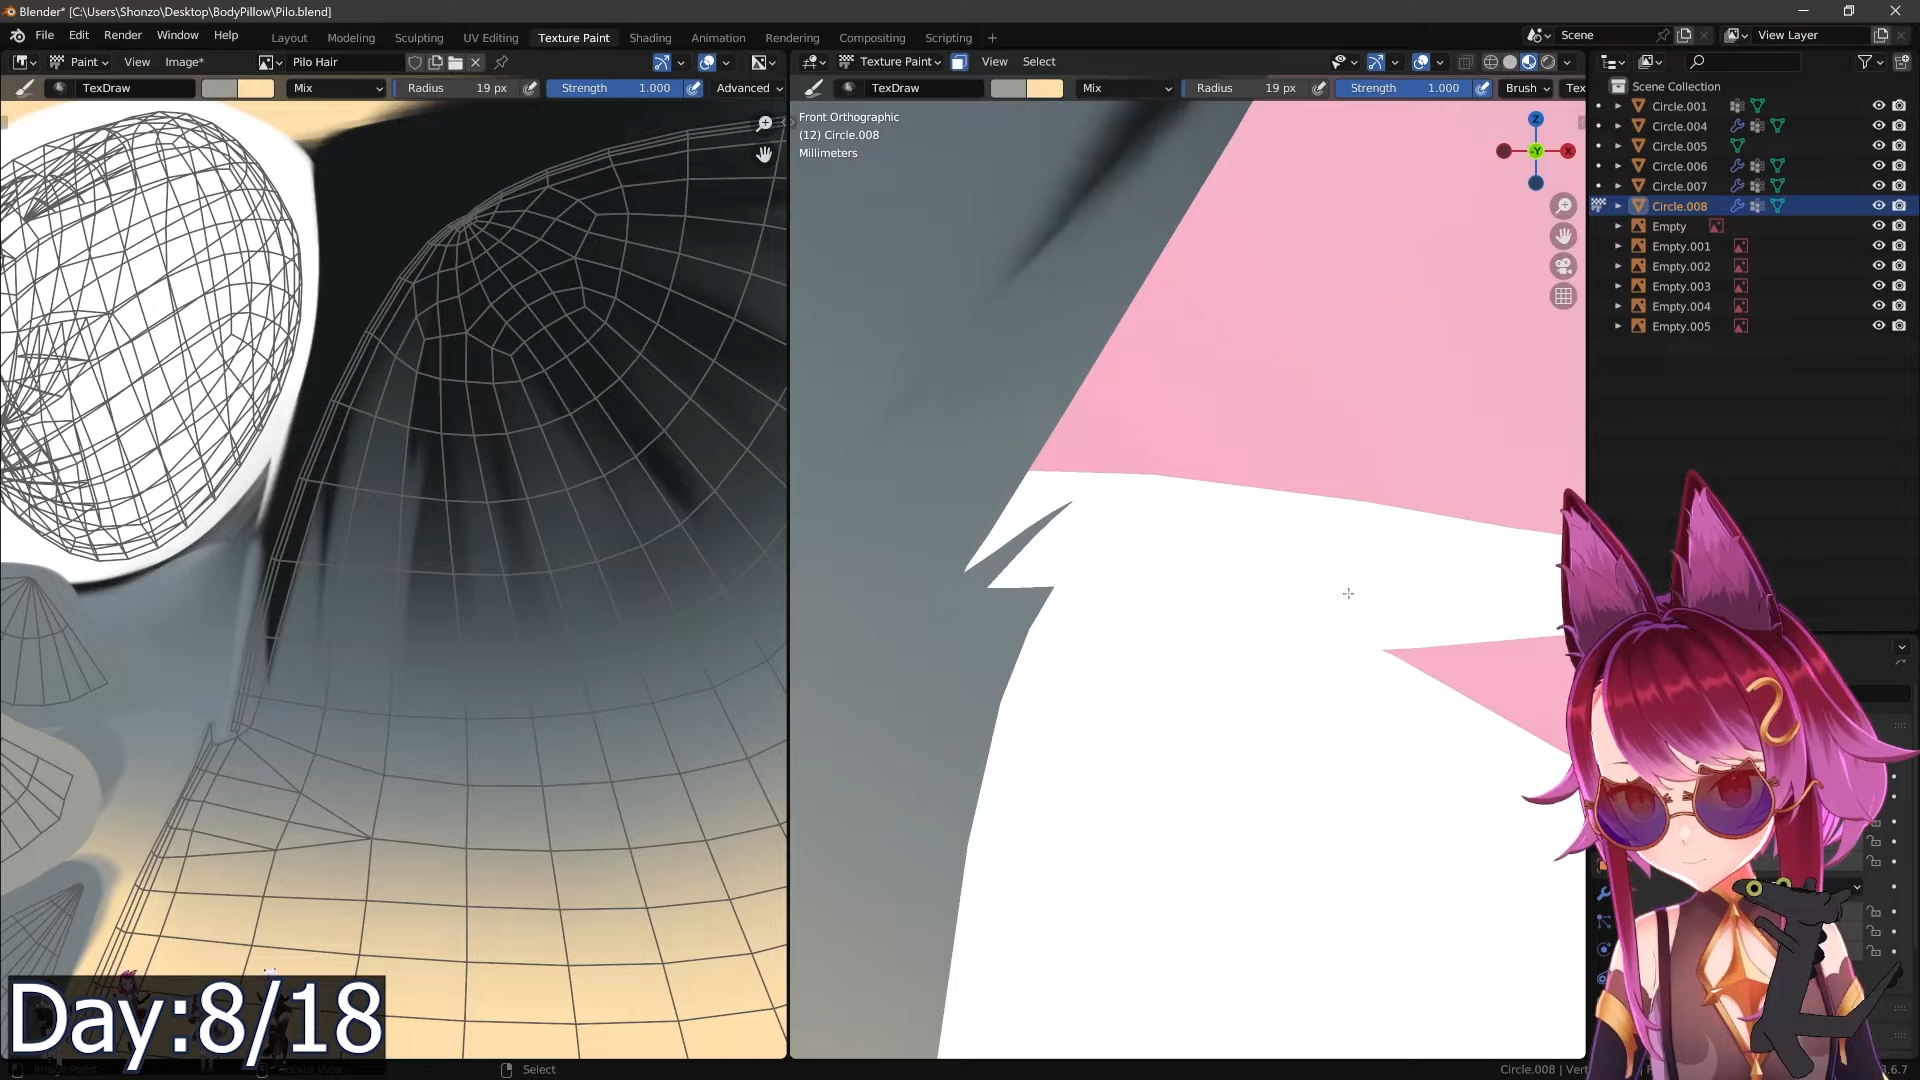 Blender* [C:\Users\Shonzo\Desktop\BodyPillow\Pilo.blend]
File Edit Render Window Help Layout Modeling Sculpting UV Editing Texture Paint Shading Animation Rendering Compositing Scripting + Scene View Layer
Paint View Image* Pilo Hair Texture Paint View Select
TexDraw Mix Radius 19 px Strength 1.000 Advanced TexDraw Mix Radius 19 px Strength 1.000 Brush Tex
Front Orthographic
(12) Circle.008
Millimeters
Z
-Y
X
Scene Collection
Circle.001
Circle.004
Circle.005
Circle.006
Circle.007
Circle.008
Empty
Empty.001
Empty.002
Empty.003
Empty.004
Empty.005
Day:8/18
Select
Circle.008 | Vert
3.6.7